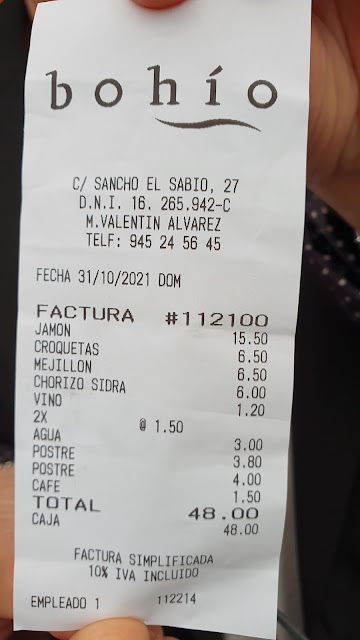 bohío
C/ SANCHO EL SABIO, 27
D.N.I. 16. 265.942-C
M.VALENTIN ALVAREZ
TELF: 945 24 56 45
FECHA 31/10/2021 DOM
FACTURA #112100
JAMON 15.50
CROQUETAS 6.50
MEJILLON 6.50
CHORIZO SIDRA 6.00
VINO 1.20
2X @ 1.50
AGUA 3.00
POSTRE 3.80
POSTRE 4.00
CAFE 1.50
TOTAL 48.00
CAJA 48.00
FACTURA SIMPLIFICADA
10% IVA INCLUIDO
EMPLEADO 1 112214